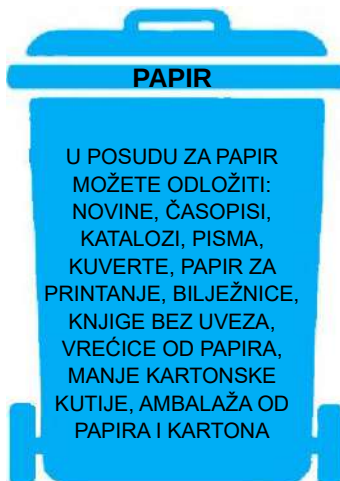 PAPIR
U POSUDU ZA PAPIR
MOŽETE ODLOŽITI:
NOVINE, ČASOPISI,
KATALOZI, PISMA,
KUVERTE, PAPIR ZA
PRINTANJE, BILJEŽNICE,
KNJIGE BEZ UVEZA,
VREĆICE OD PAPIRA,
MANJE KARTONSKE
KUTIJE, AMBALAŽA OD
PAPIRA I KARTONA